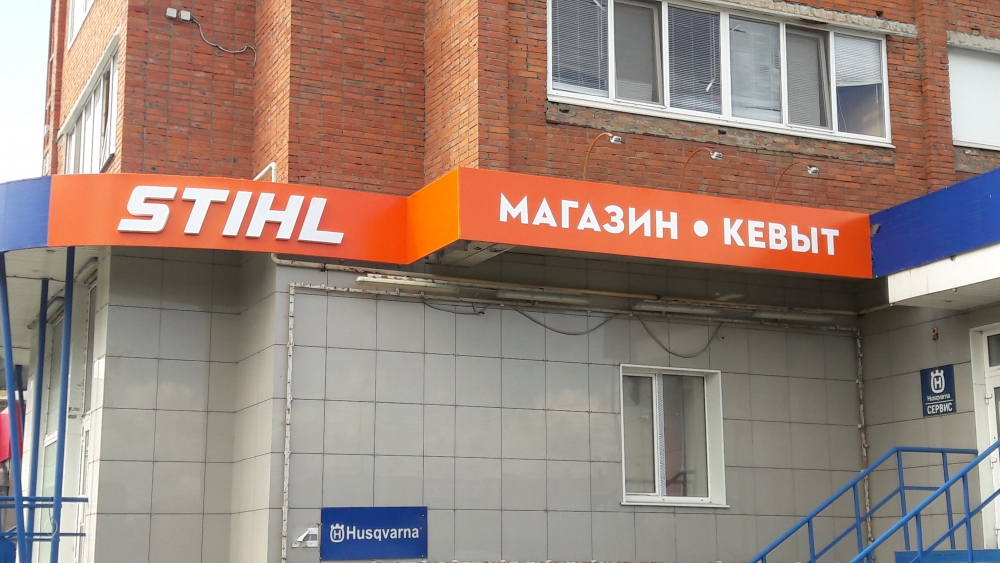 STIHL
МАГАЗИН • КЕВЫТ
Husqvarna
СЕРВИС
Husqvarna